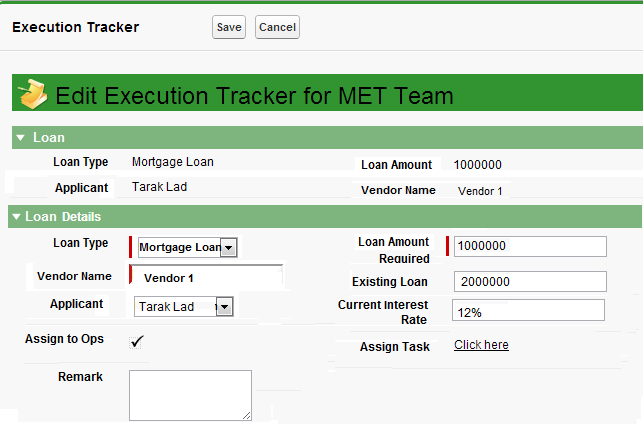 Execution Tracker Save Cancel
Edit Execution Tracker for MET Team
Loan
Loan Type Mortgage Loan Loan Amount 1000000
Applicant Tarak Lad Vendor Name Vendor 1
Loan Details
Loan Type Mortgage Loan Loan Amount Required 1000000
Vendor Name Vendor 1 Existing Loan 2000000
Applicant Tarak Lad Current Interest Rate 12%
Assign to Ops Assign Task Click here
Remark